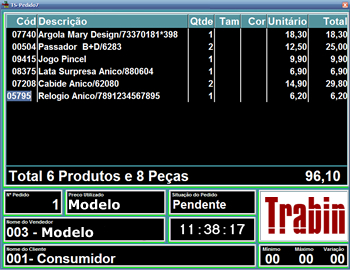 Pedido/
Cód Descrição Qtde Tam Cor Unitário Total
07740 Argola Mary Design/73370181*398 1 18,30 18,30
00504 Passador B+D/6283 2 12,50 25,00
09415 Jogo Pincel 1 9,90 9,90
08375 Lata Surpresa Anico/880604 1 6,90 6,90
07208 Cabide Anico/62080 2 14,90 29,80
05795 Relogio Anico/7891234567895 1 6,20 6,20
Total 6 Produtos e 8 Peças 96,10
Nº Pedido Preco Utilizado Situação do Pedido
1 Modelo Pendente
Trabin
Nome do Vendedor
003 - Modelo 11:38:17
Nome do Cliente Mínimo Máximo Variação
001- Consumidor 00 00 00